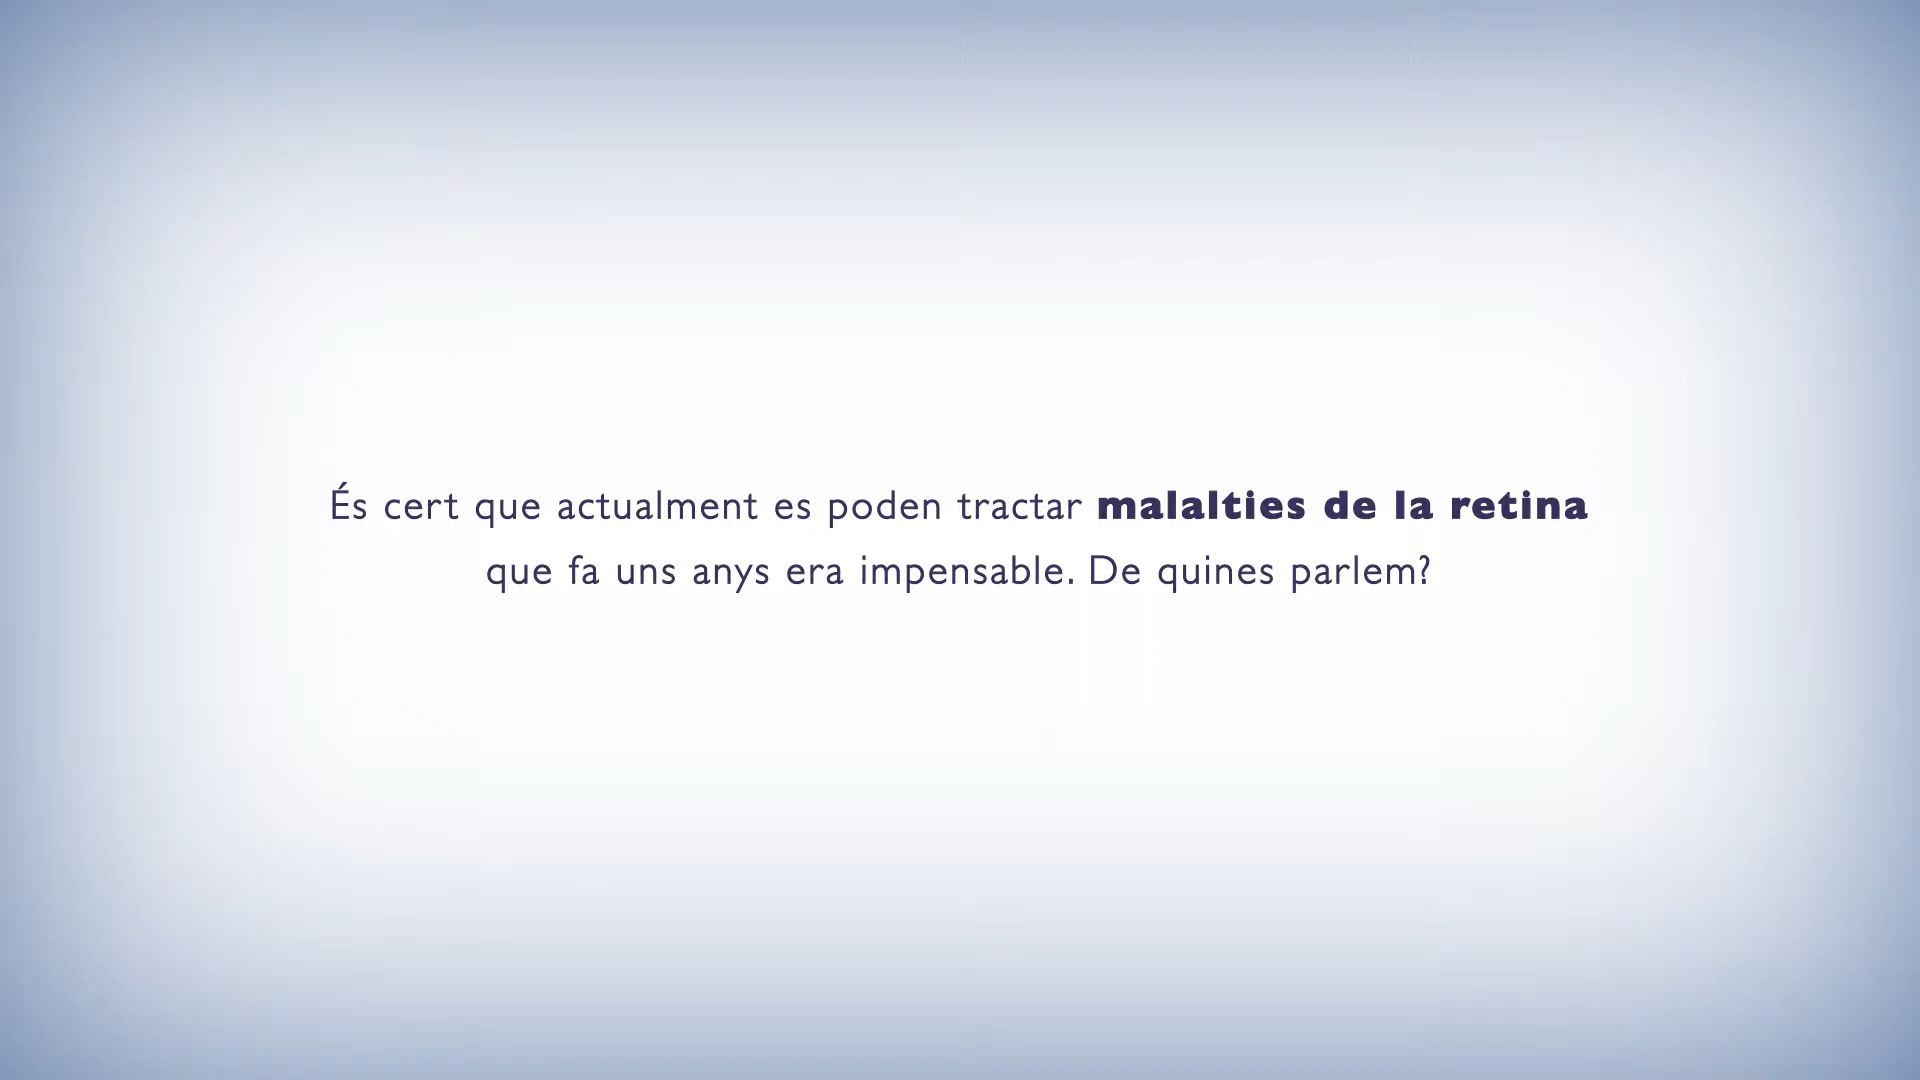 És cert que actualment es poden tractar malalties de la retina
que fa uns anys era impensable. De quines parlem?